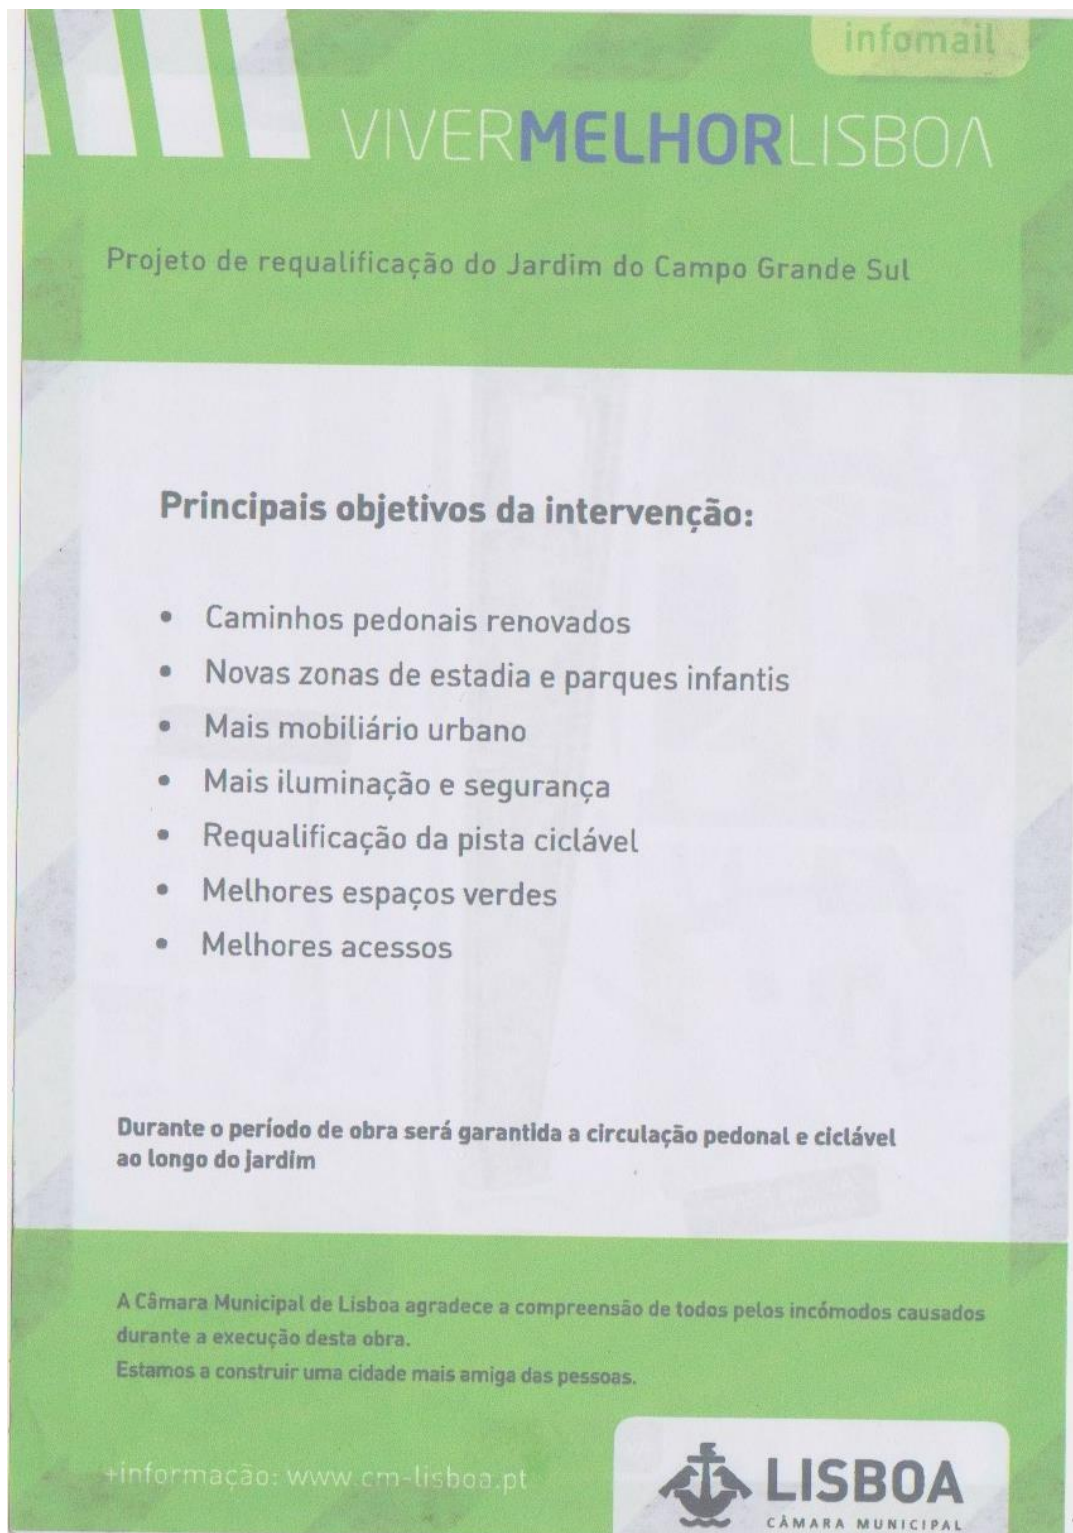 infomail
VIVERMELHORLISBOA
Projeto de requalificação do Jardim do Campo Grande Sul
Principais objetivos da intervenção:
• Caminhos pedonais renovados
• Novas zonas de estadia e parques infantis
• Mais mobiliário urbano
• Mais iluminação e segurança
• Requalificação da pista ciclável
• Melhores espaços verdes
• Melhores acessos
Durante o período de obra será garantida a circulação pedonal e ciclável
ao longo do jardim
A Câmara Municipal de Lisboa agradece a compreensão de todos pelos incómodos causados
durante a execução desta obra.
Estamos a construir uma cidade mais amiga das pessoas.
+informação: www.cm-lisboa.pt
LISBOA
CÂMARA MUNICIPAL